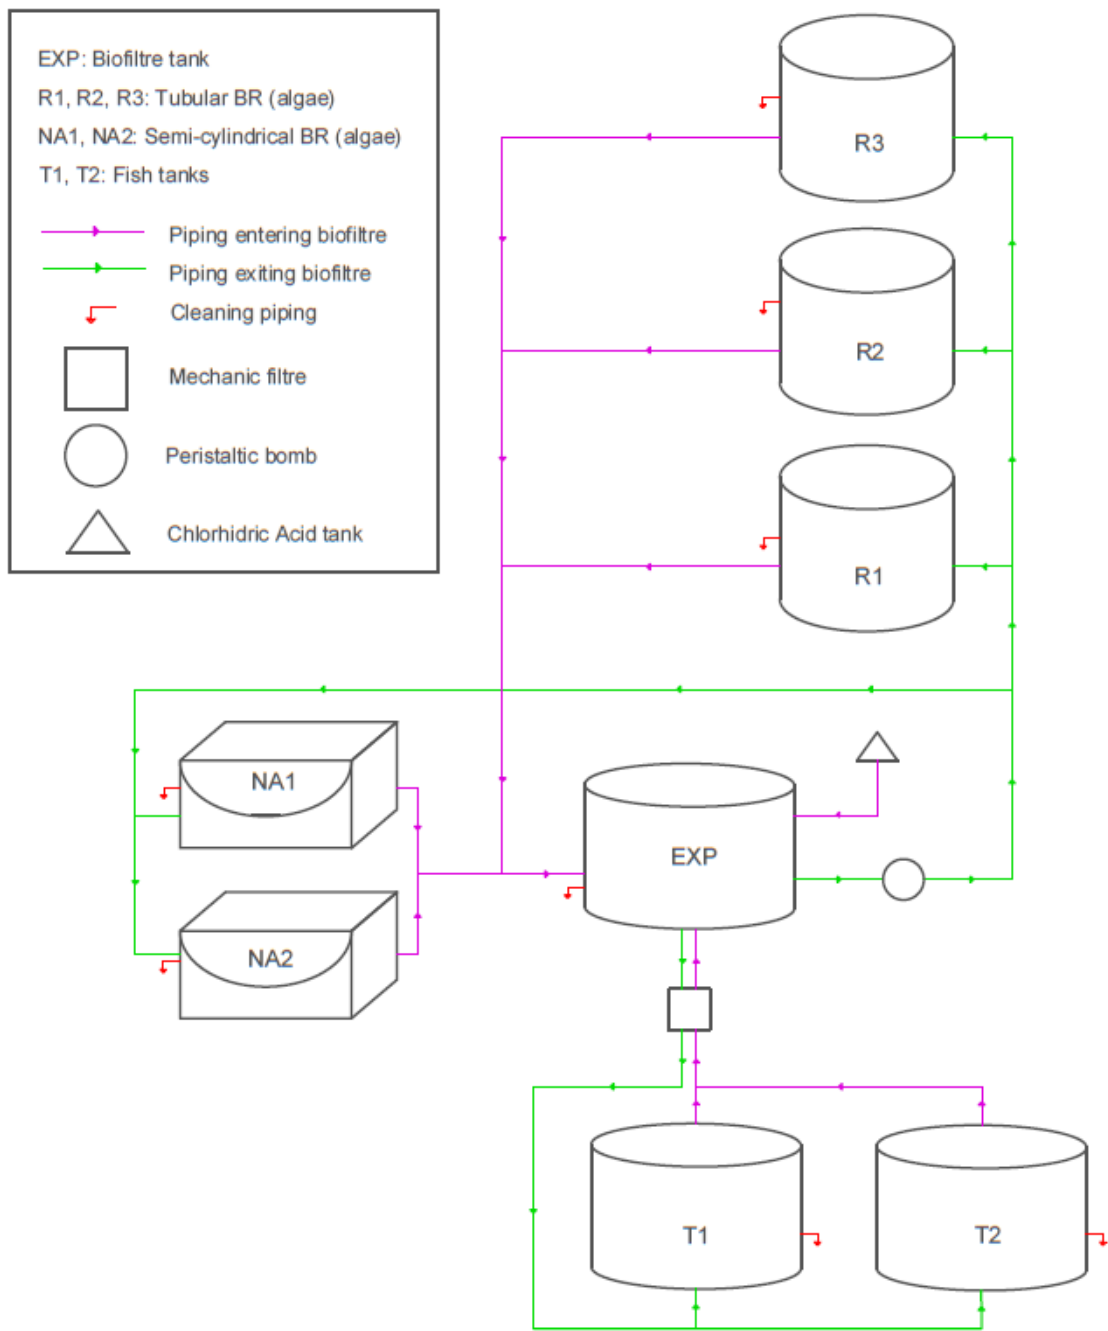 EXP: Biofiltre tank
R1, R2, R3: Tubular BR (algae)
NA1, NA2: Semi-cylindrical BR (algae)
T1, T2: Fish tanks
Piping entering biofiltre
Piping exiting biofiltre
Cleaning piping
Mechanic filtre
Peristaltic bomb
Chlorhidric Acid tank
R3
R2
R1
NA1
EXP
NA2
T1
T2